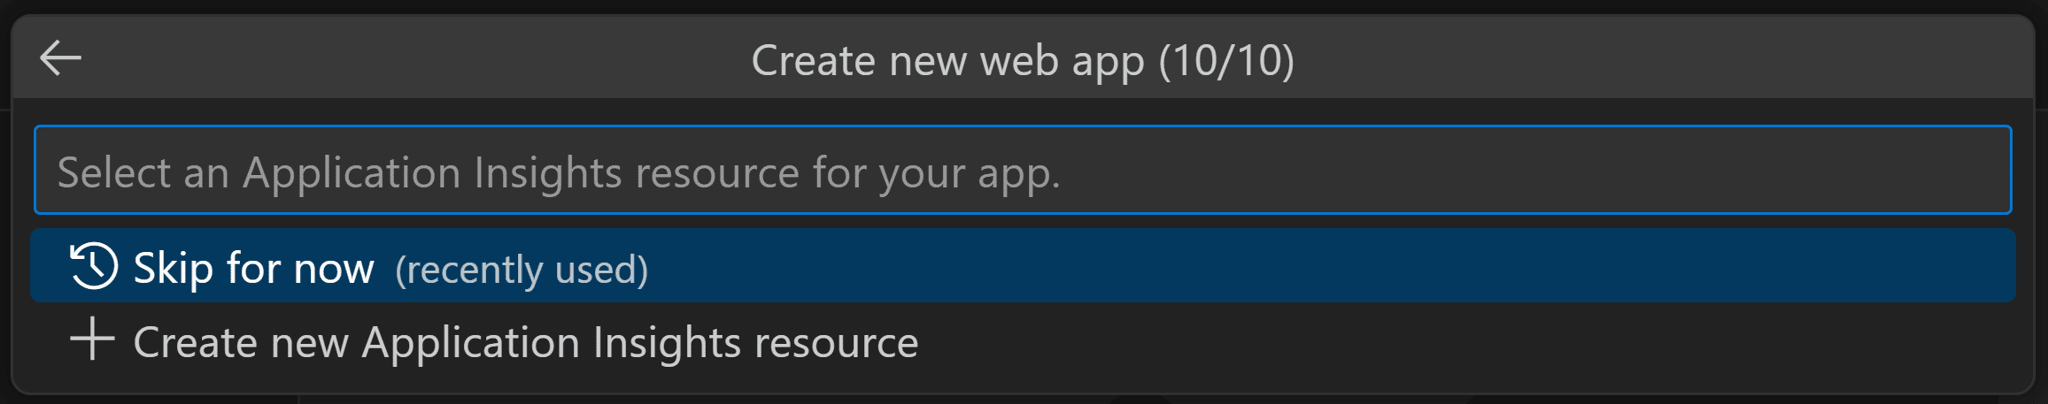 Create new web app (10/10)
Select an Application Insights resource for your app.
Skip for now (recently used)
Create new Application Insights resource